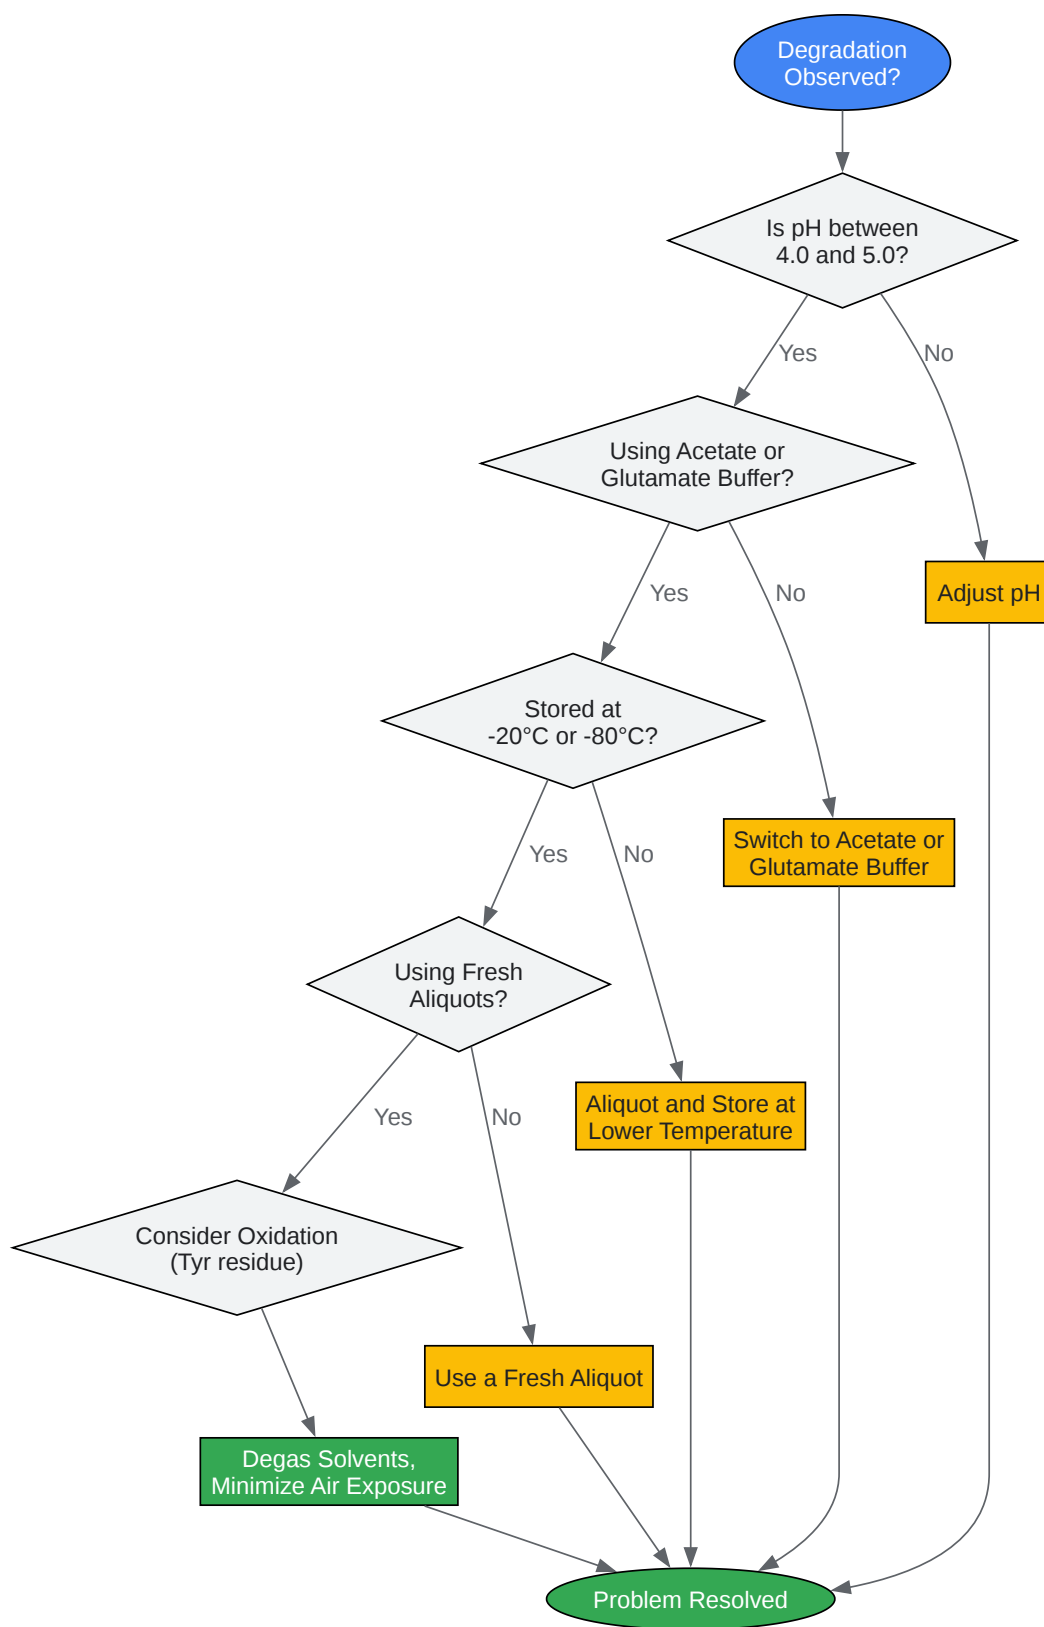 Degradation
Observed?
Is pH between
4.0 and 5.0?
Yes
No
Using Acetate or
Glutamate Buffer?
Yes
No
Adjust pH
Stored at
-20°C or -80°C?
Yes
No
Switch to Acetate or
Glutamate Buffer
Using Fresh
Aliquots?
Yes
No
Aliquot and Store at
Lower Temperature
Consider Oxidation
(Tyr residue)
Use a Fresh Aliquot
Degas Solvents,
Minimize Air Exposure
Problem Resolved